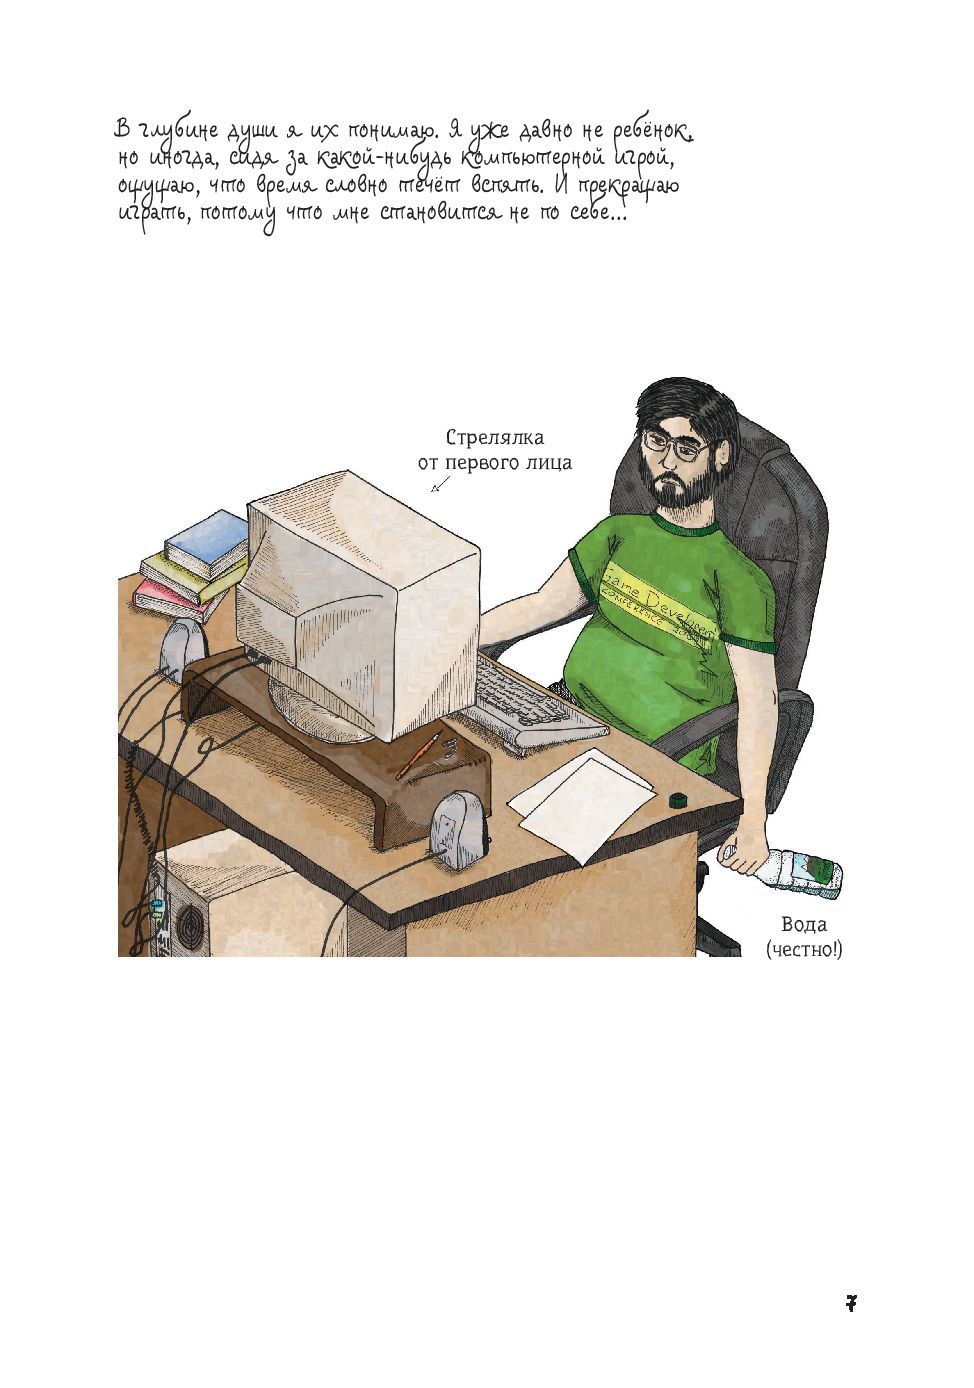 В глубине души я их понимаю. Я уже давно не ребёнок,
но иногда, сидя за какой-нибудь компьютерной игрой,
ощущаю, что время словно течёт вспять. И прекращаю
играть, потому что мне становится не по себе...
Стрелялка
от первого лица
Game Developers
CONFERENCE
Вода
(честно!)
7